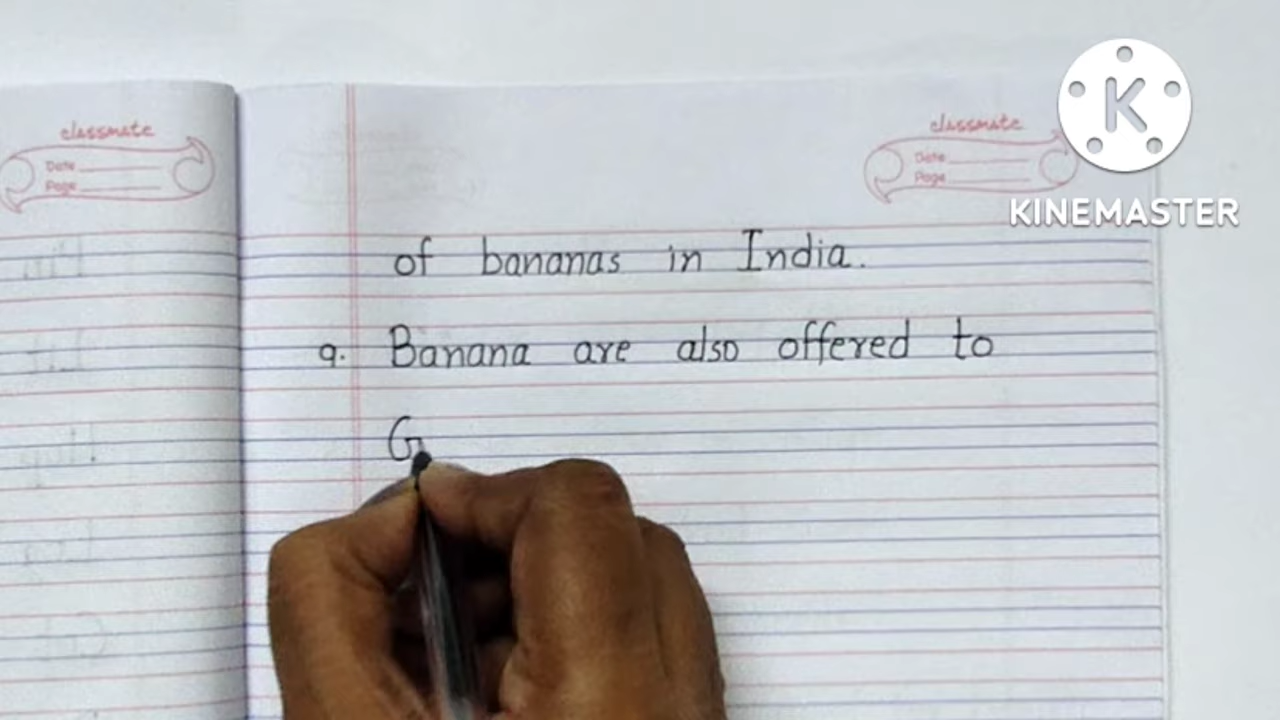 classmate
Date
Page
classmate
Date
Page
KINEMASTER
of bananas in India.
9. Banana are also offered to
G